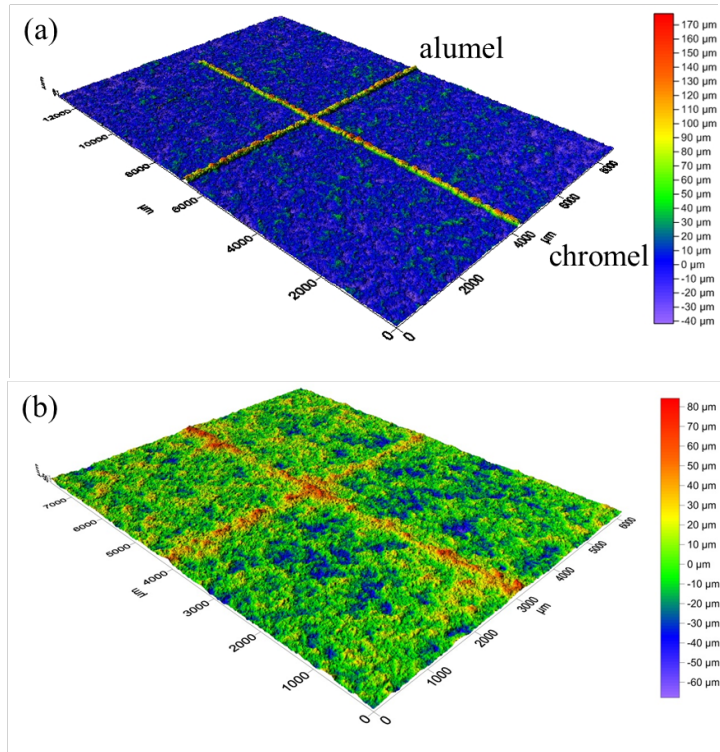 (a)
alumel
chromel
12000
10000
8000
6000
4000
2000
0
µm
0
2000
4000
6000
8000
µm
170 µm
160 µm
150 µm
140 µm
130 µm
120 µm
110 µm
100 µm
90 µm
80 µm
70 µm
60 µm
50 µm
40 µm
30 µm
20 µm
10 µm
0 µm
-10 µm
-20 µm
-30 µm
-40 µm
(b)
7000
6000
5000
4000
3000
2000
1000
0
µm
0
1000
2000
3000
4000
5000
6000
µm
80 µm
70 µm
60 µm
50 µm
40 µm
30 µm
20 µm
10 µm
0 µm
-10 µm
-20 µm
-30 µm
-40 µm
-50 µm
-60 µm